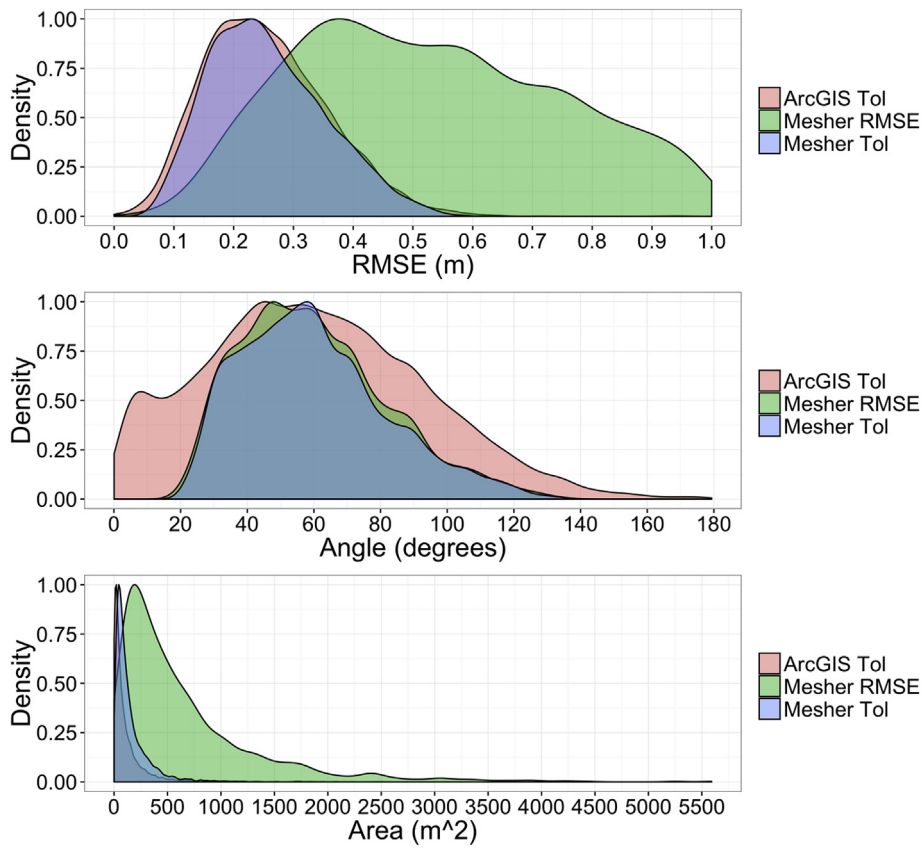 1.00
0.75
0.50
0.25
0.00
Density
0.0 0.1 0.2 0.3 0.4 0.5 0.6 0.7 0.8 0.9 1.0
RMSE (m)
ArcGIS Tol
Mesher RMSE
Mesher Tol
1.00
0.75
0.50
0.25
0.00
Density
0 20 40 60 80 100 120 140 160 180
Angle (degrees)
ArcGIS Tol
Mesher RMSE
Mesher Tol
1.00
0.75
0.50
0.25
0.00
Density
0 500 1000 1500 2000 2500 3000 3500 4000 4500 5000 5500
Area (m^2)
ArcGIS Tol
Mesher RMSE
Mesher Tol